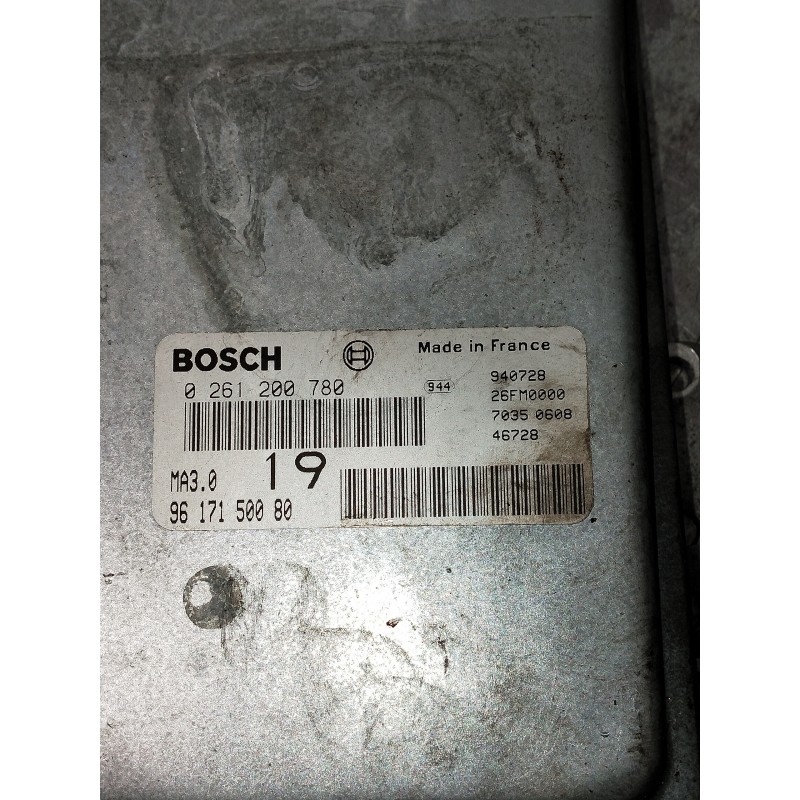 BOSCH Made in France
0 261 200 780 944 940728
26FM0000
7035 0608
46728
MA3.0 19
96 171 500 80